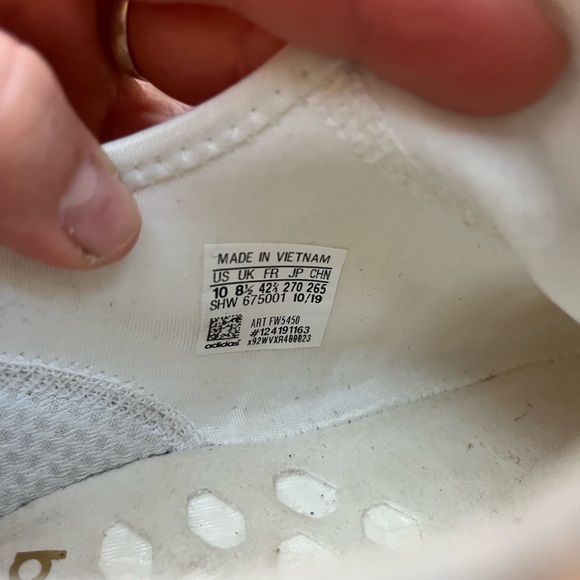 MADE IN VIETNAM
US UK FR JP CHN
10 8½ 42⅔ 270 265
SHW 675001 10/19
ART FW5450
#124191163
adidas x92WVXR400023